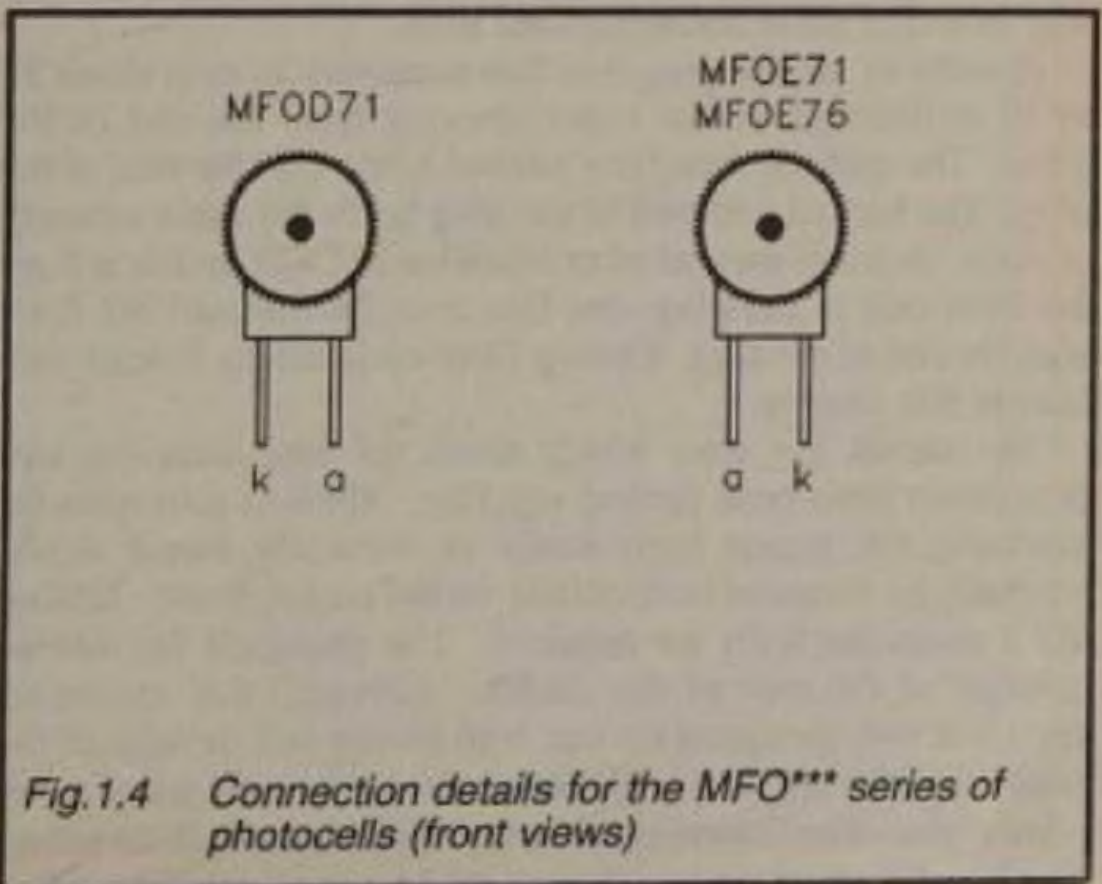 MFOD71
MFOE71
MFOE76
k a
a k
Fig.1.4 Connection details for the MFO*** series of
photocells (front views)